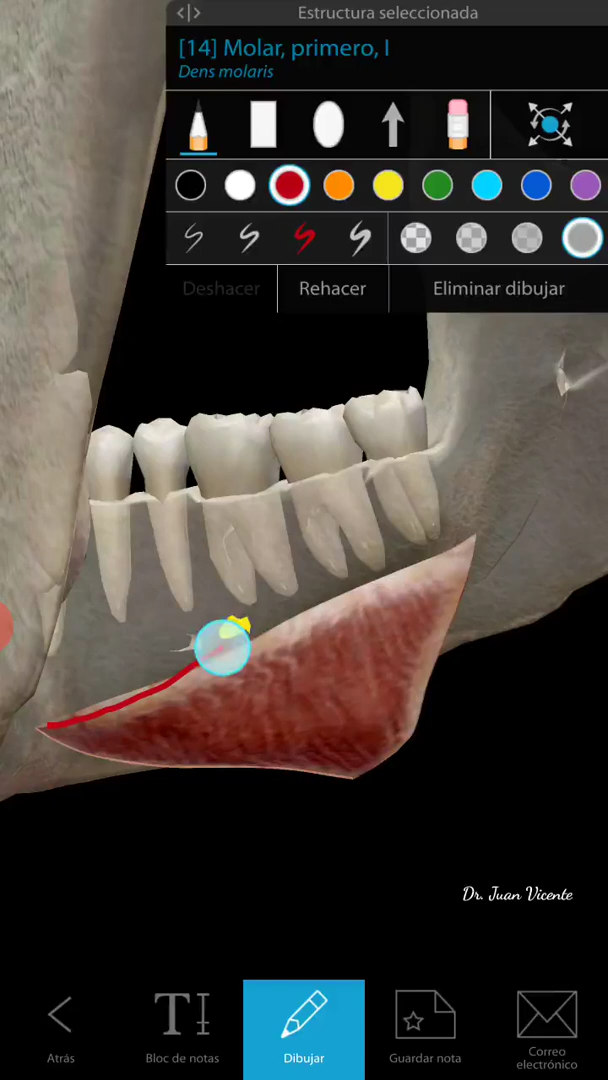 Estructura seleccionada
[14] Molar, primero, I
Dens molaris
Deshacer
Rehacer
Eliminar dibujar
Dr. Juan Vicente
Atrás
Bloc de notas
Dibujar
Guardar nota
Correo
electrónico